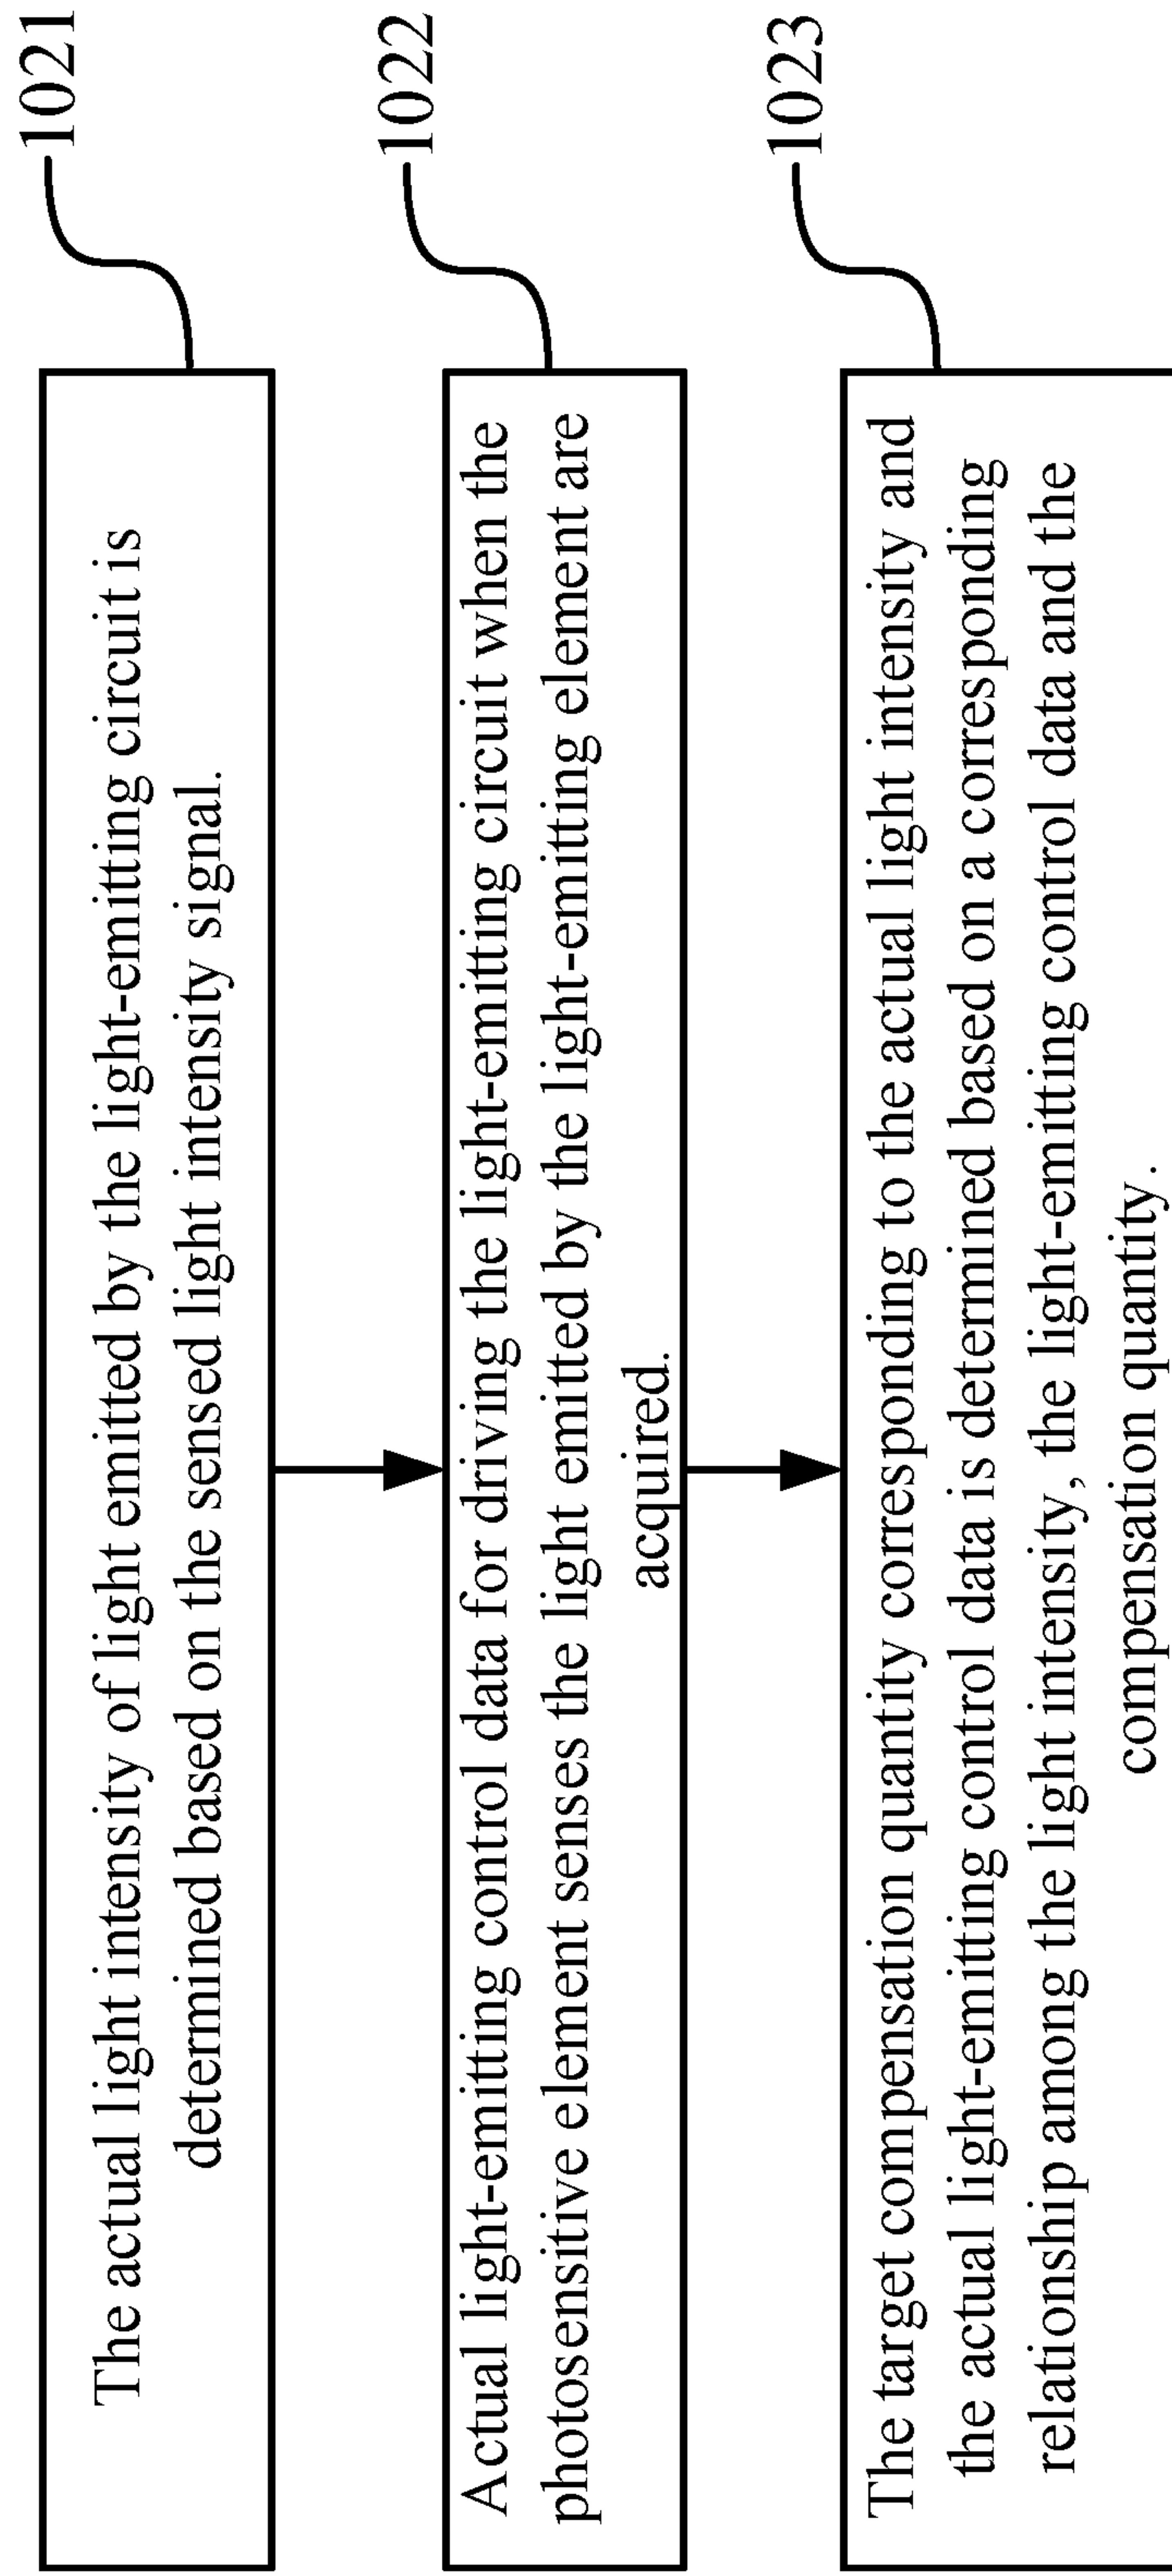 The actual light intensity of light emitted by the light-emitting circuit is
determined based on the sensed light intensity signal.
1021
Actual light-emitting control data for driving the light-emitting circuit when the
photosensitive element senses the light emitted by the light-emitting element are
acquired.
1022
The target compensation quantity corresponding to the actual light intensity and
the actual light-emitting control data is determined based on a corresponding
relationship among the light intensity, the light-emitting control data and the
compensation quantity.
1023